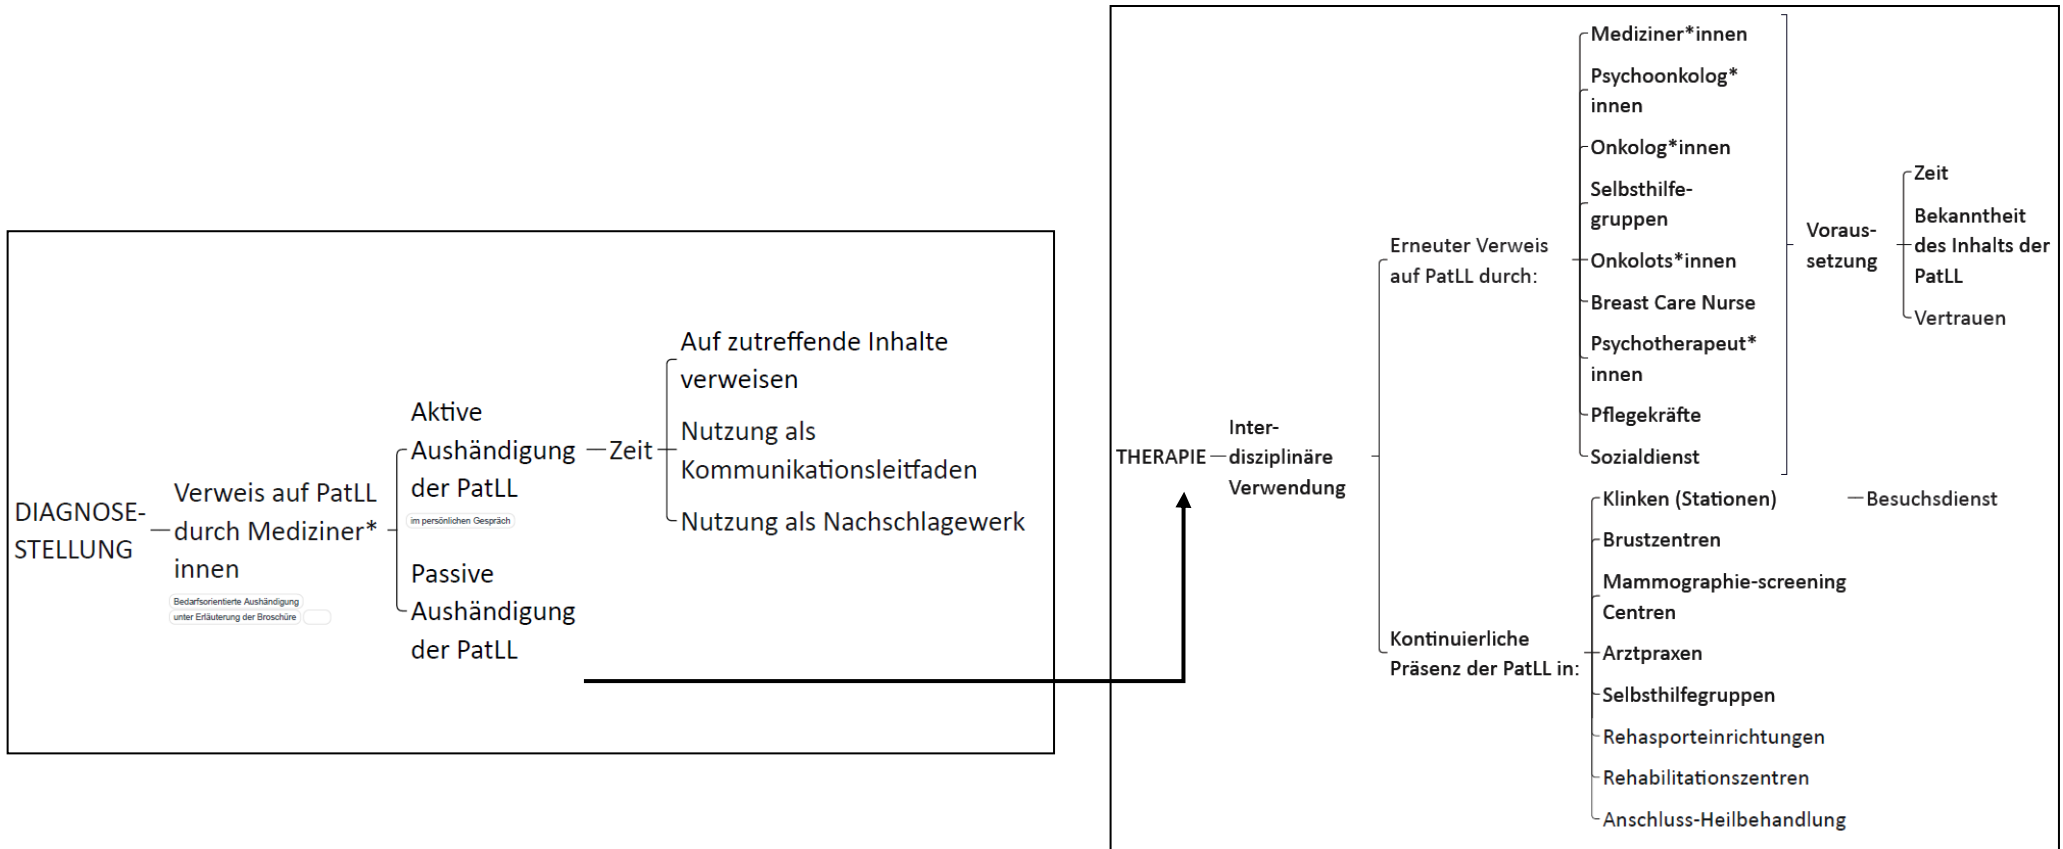 DIAGNOSE-
STELLUNG
Verweis auf PatLL
durch Mediziner*
innen
Bedarfsorientierte Aushändigung
unter Erläuterung der Broschüre
Aktive
Aushändigung
der PatLL
im persönlichen Gespräch
Passive
Aushändigung
der PatLL
Zeit
Auf zutreffende Inhalte
verweisen
Nutzung als
Kommunikationsleitfaden
Nutzung als Nachschlagewerk
THERAPIE
Inter-
disziplinäre
Verwendung
Erneuter Verweis
auf PatLL durch:
Mediziner*innen
Psychoonkolog*
innen
Onkolog*innen
Selbsthilfe-
gruppen
Onkolots*innen
Breast Care Nurse
Psychotherapeut*
innen
Pflegekräfte
Sozialdienst
Voraus-
setzung
Zeit
Bekanntheit
des Inhalts der
PatLL
Vertrauen
Kontinuierliche
Präsenz der PatLL in:
Klinken (Stationen)
Besuchsdienst
Brustzentren
Mammographie-screening
Centren
Arztpraxen
Selbsthilfegruppen
Rehasporteinrichtungen
Rehabilitationszentren
Anschluss-Heilbehandlung